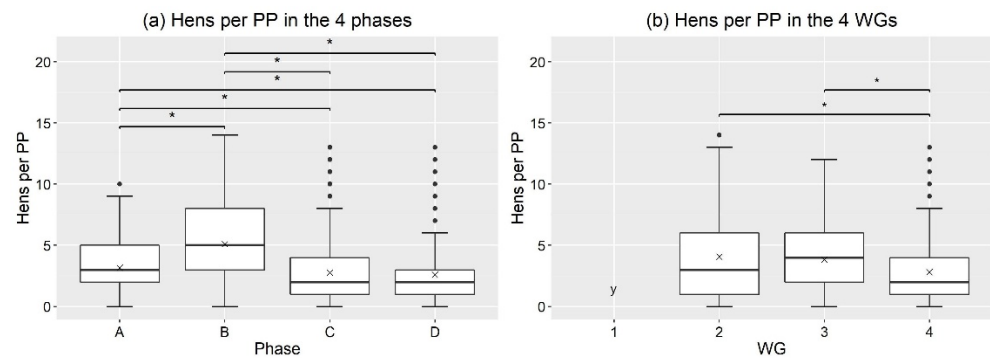 (a) Hens per PP in the 4 phases
Hens per PP
20
15
10
5
0
*
*
*
*
*
A B C D
Phase
(b) Hens per PP in the 4 WGs
Hens per PP
20
15
10
5
0
*
*
y
1 2 3 4
WG